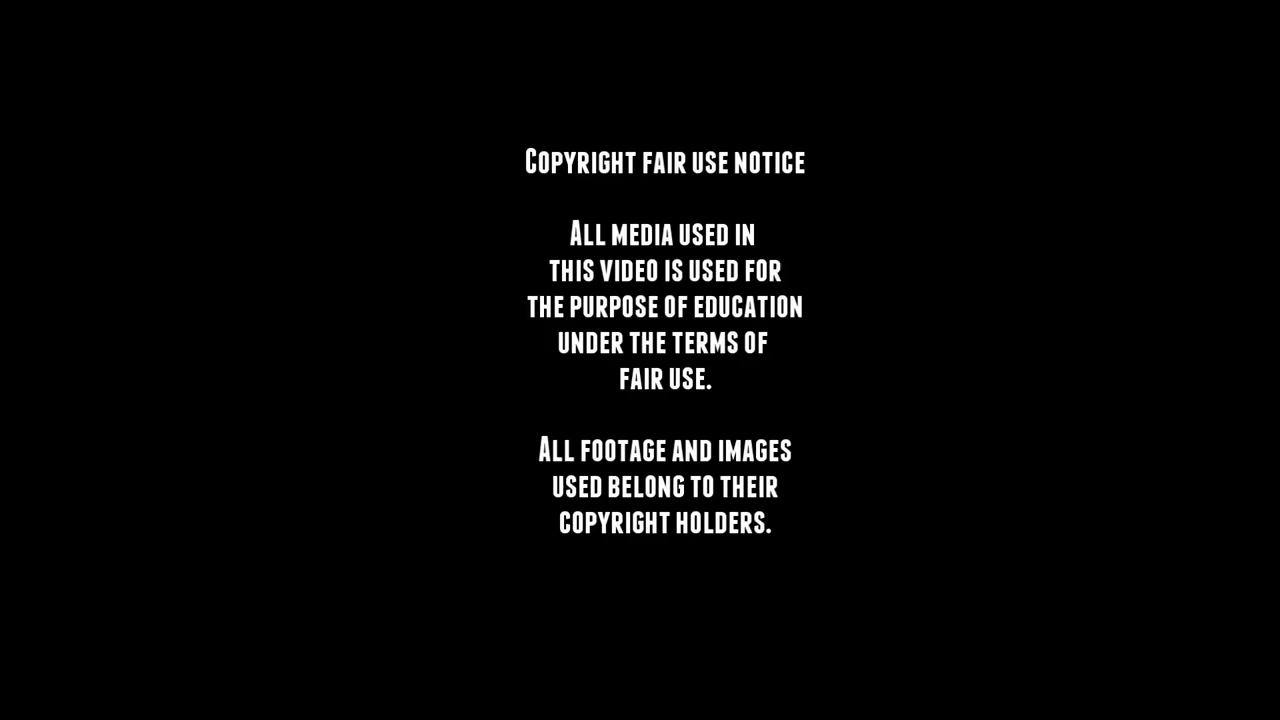 Copyright fair use notice
All media used in
this video is used for
the purpose of education
under the terms of
fair use.
All footage and images
used belong to their
copyright holders.